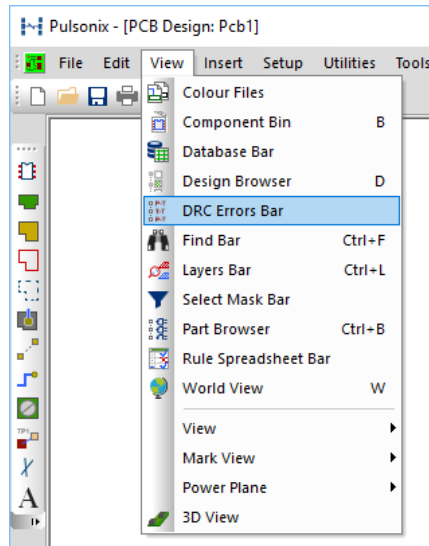 Pulsonix - [PCB Design: Pcb1]
File Edit View Insert Setup Utilities Tools
Colour Files
Component Bin B
Database Bar
Design Browser D
DRC Errors Bar
Find Bar Ctrl+F
Layers Bar Ctrl+L
Select Mask Bar
Part Browser Ctrl+B
Rule Spreadsheet Bar
World View W
View
Mark View
Power Plane
3D View
TP1
A